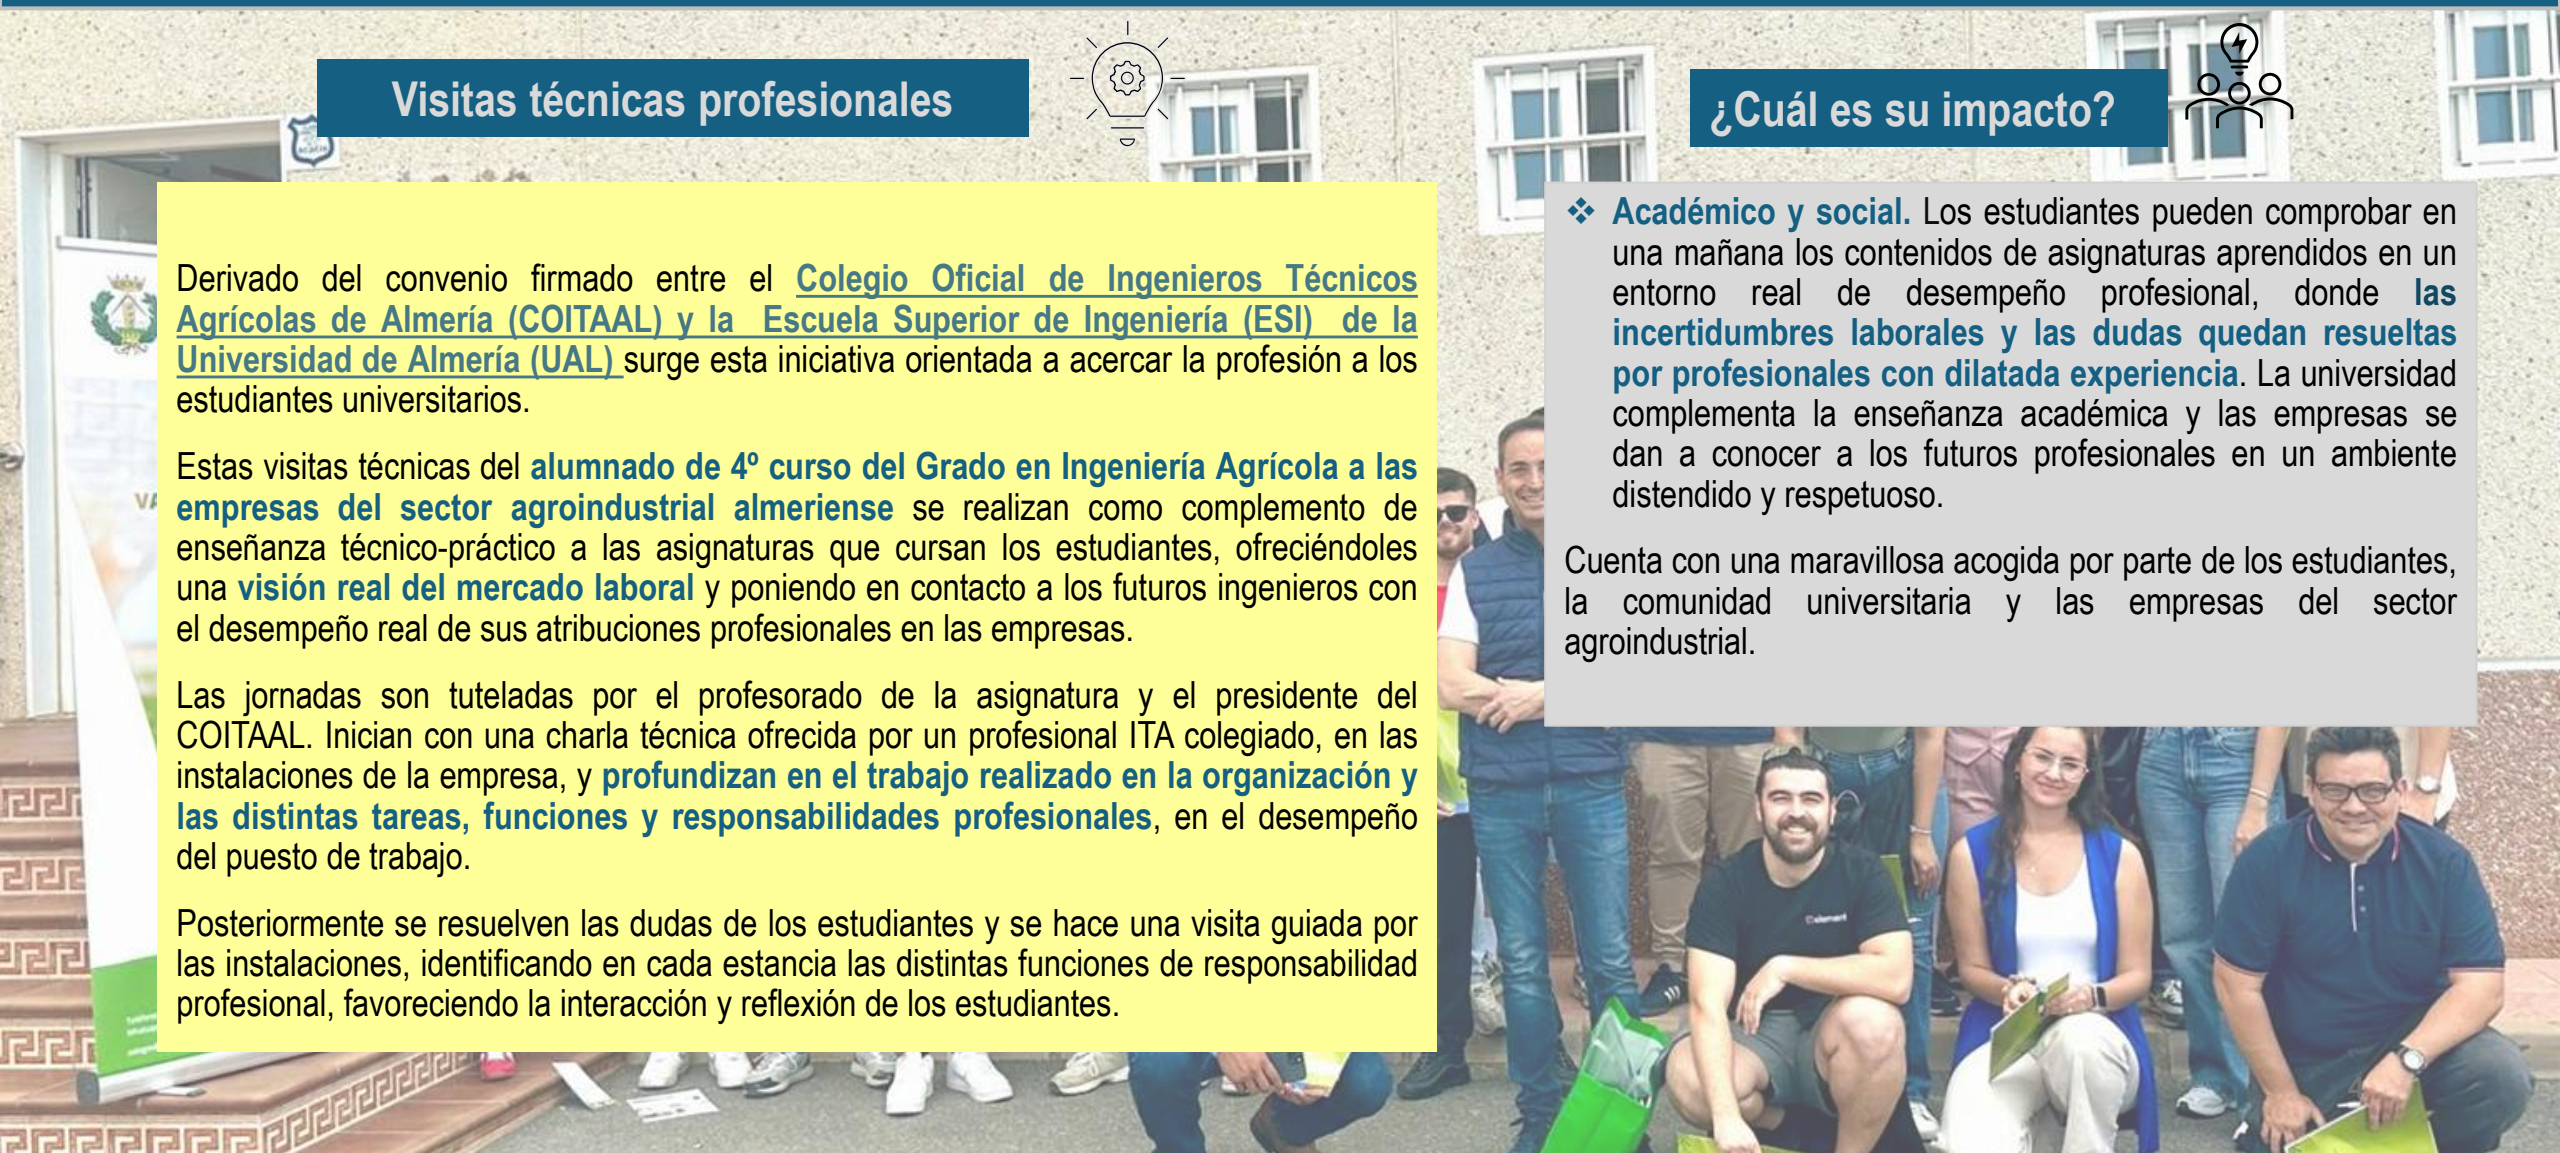 Visitas técnicas profesionales
Derivado del convenio firmado entre el Colegio Oficial de Ingenieros Técnicos
Agrícolas de Almería (COITAAL) y la Escuela Superior de Ingeniería (ESI) de la
Universidad de Almería (UAL) surge esta iniciativa orientada a acercar la profesión a los
estudiantes universitarios.
Estas visitas técnicas del alumnado de 4º curso del Grado en Ingeniería Agrícola a las
empresas del sector agroindustrial almeriense se realizan como complemento de
enseñanza técnico-práctico a las asignaturas que cursan los estudiantes, ofreciéndoles
una visión real del mercado laboral y poniendo en contacto a los futuros ingenieros con
el desempeño real de sus atribuciones profesionales en las empresas.
Las jornadas son tuteladas por el profesorado de la asignatura y el presidente del
COITAAL. Inician con una charla técnica ofrecida por un profesional ITA colegiado, en las
instalaciones de la empresa, y profundizan en el trabajo realizado en la organización y
las distintas tareas, funciones y responsabilidades profesionales, en el desempeño
del puesto de trabajo.
Posteriormente se resuelven las dudas de los estudiantes y se hace una visita guiada por
las instalaciones, identificando en cada estancia las distintas funciones de responsabilidad
profesional, favoreciendo la interacción y reflexión de los estudiantes.
¿Cuál es su impacto?
❖ Académico y social. Los estudiantes pueden comprobar en
una mañana los contenidos de asignaturas aprendidos en un
entorno real de desempeño profesional, donde las
incertidumbres laborales y las dudas quedan resueltas
por profesionales con dilatada experiencia. La universidad
complementa la enseñanza académica y las empresas se
dan a conocer a los futuros profesionales en un ambiente
distendido y respetuoso.
Cuenta con una maravillosa acogida por parte de los estudiantes,
la comunidad universitaria y las empresas del sector
agroindustrial.
element